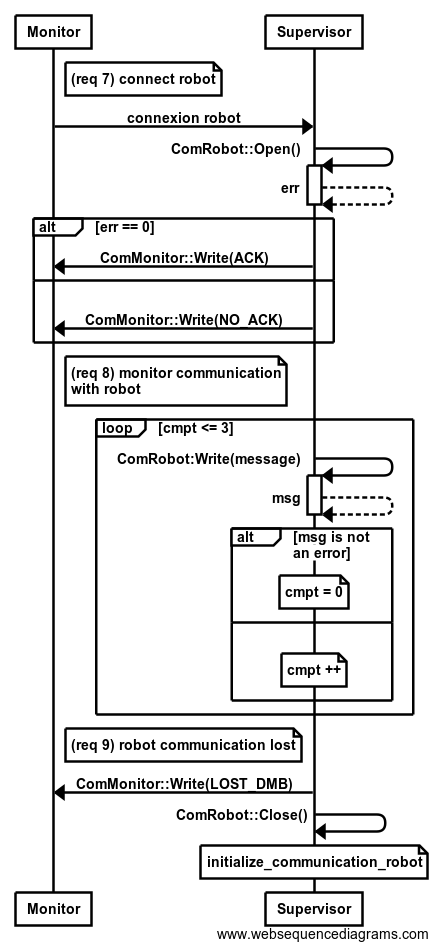 Monitor
Supervisor
(req 7) connect robot
connexion robot
ComRobot::Open()
err
alt
[err == 0]
ComMonitor::Write(ACK)
ComMonitor::Write(NO_ACK)
(req 8) monitor communication
with robot
loop
[cmpt <= 3]
ComRobot:Write(message)
msg
alt
[msg is not
an error]
cmpt = 0
cmpt ++
(req 9) robot communication lost
ComMonitor::Write(LOST_DMB)
ComRobot::Close()
initialize_communication_robot
Monitor
Supervisor
www.websequencediagrams.com